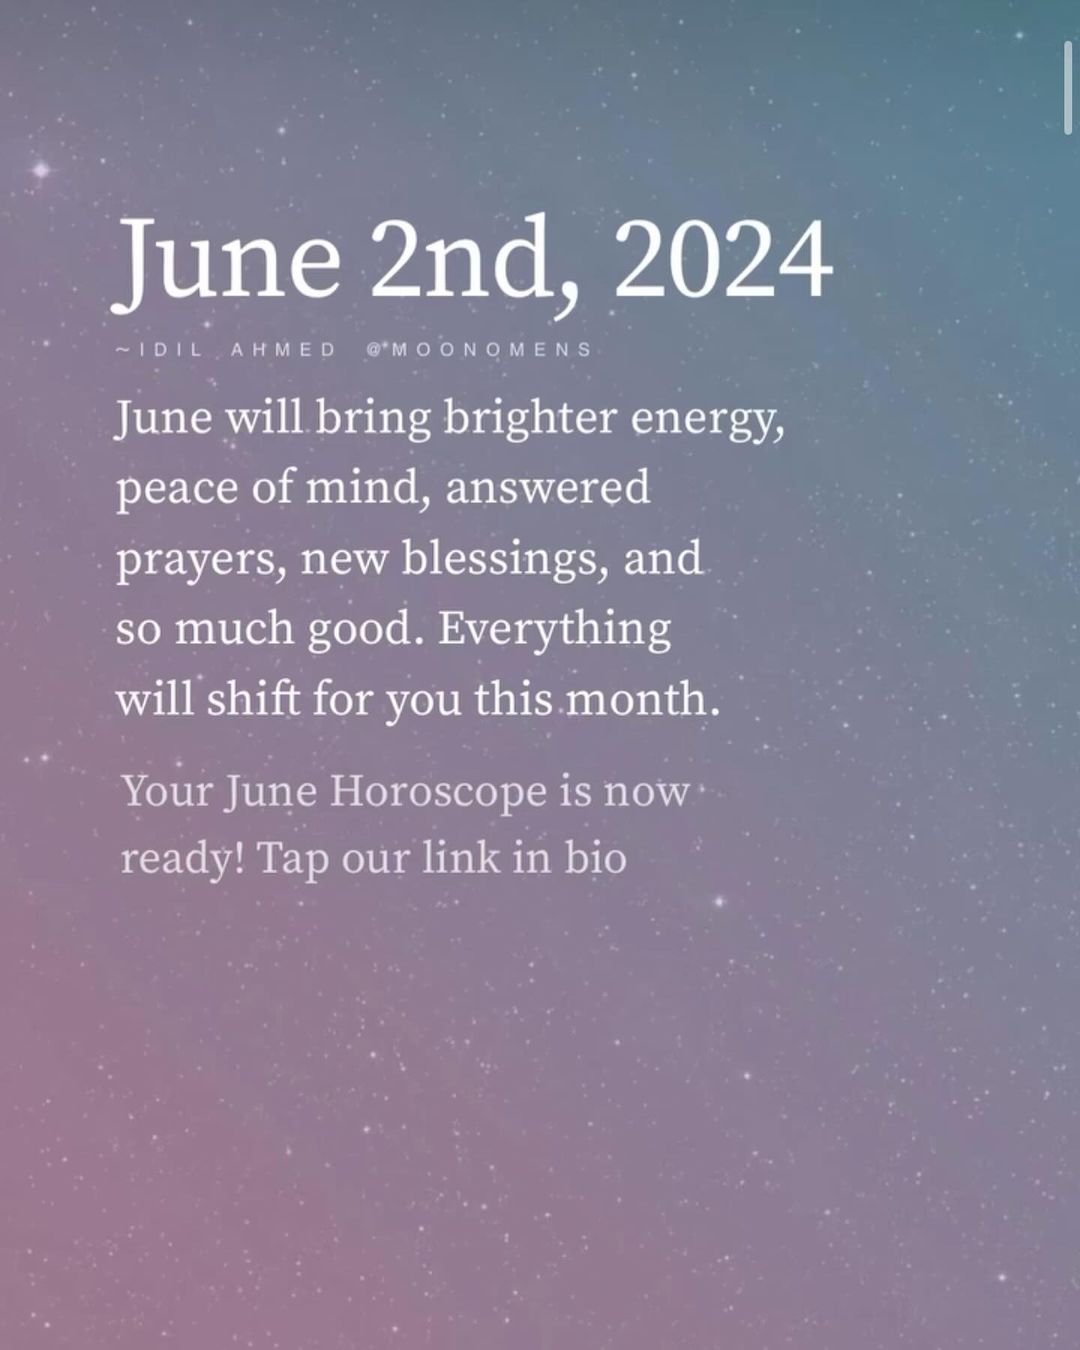 June 2nd, 2024
~IDIL AHMED @MOONOMENS
June will bring brighter energy,
peace of mind, answered
prayers, new blessings, and
so much good. Everything
will shift for you this month.
Your June Horoscope is now
ready! Tap our link in bio